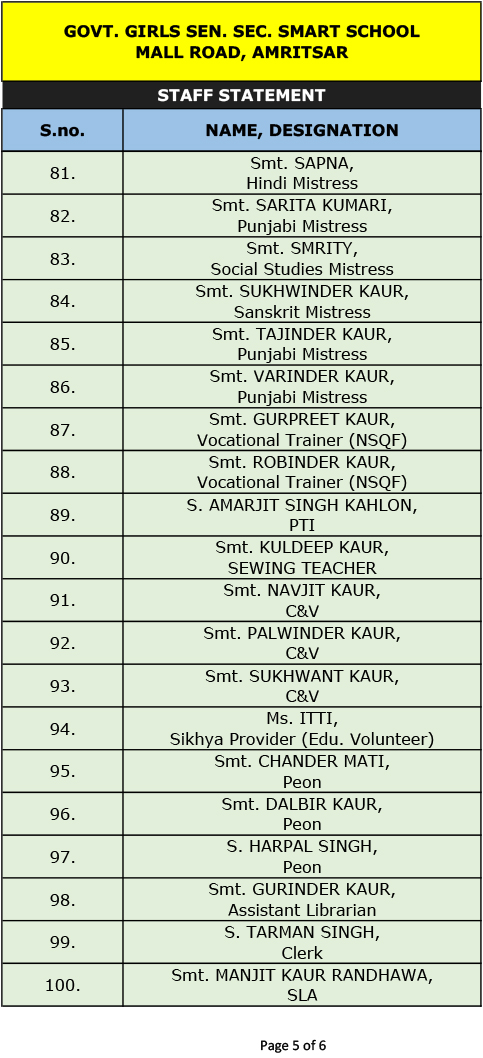 GOVT. GIRLS SEN. SEC. SMART SCHOOL
MALL ROAD, AMRITSAR
STAFF STATEMENT
S.no. NAME, DESIGNATION
81. Smt. SAPNA,
Hindi Mistress
82. Smt. SARITA KUMARI,
Punjabi Mistress
83. Smt. SMRITY,
Social Studies Mistress
84. Smt. SUKHWINDER KAUR,
Sanskrit Mistress
85. Smt. TAJINDER KAUR,
Punjabi Mistress
86. Smt. VARINDER KAUR,
Punjabi Mistress
87. Smt. GURPREET KAUR,
Vocational Trainer (NSQF)
88. Smt. ROBINDER KAUR,
Vocational Trainer (NSQF)
89. S. AMARJIT SINGH KAHLON,
PTI
90. Smt. KULDEEP KAUR,
SEWING TEACHER
91. Smt. NAVJIT KAUR,
C&V
92. Smt. PALWINDER KAUR,
C&V
93. Smt. SUKHWANT KAUR,
C&V
94. Ms. ITTI,
Sikhya Provider (Edu. Volunteer)
95. Smt. CHANDER MATI,
Peon
96. Smt. DALBIR KAUR,
Peon
97. S. HARPAL SINGH,
Peon
98. Smt. GURINDER KAUR,
Assistant Librarian
99. S. TARMAN SINGH,
Clerk
100. Smt. MANJIT KAUR RANDHAWA,
SLA
Page 5 of 6